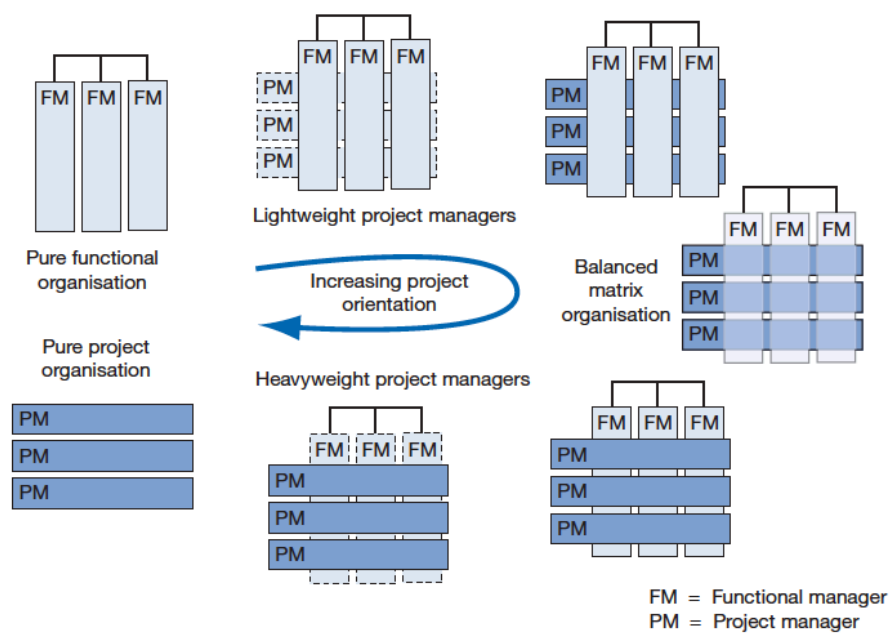 FM FM FM
Pure functional
organisation
FM FM FM
PM
PM
PM
Lightweight project managers
FM FM FM
PM
PM
PM
FM FM FM
PM
PM
PM
Balanced
matrix
organisation
Increasing project
orientation
Pure project
organisation
PM
PM
PM
Heavyweight project managers
FM FM FM
PM
PM
PM
FM FM FM
PM
PM
PM
FM = Functional manager
PM = Project manager